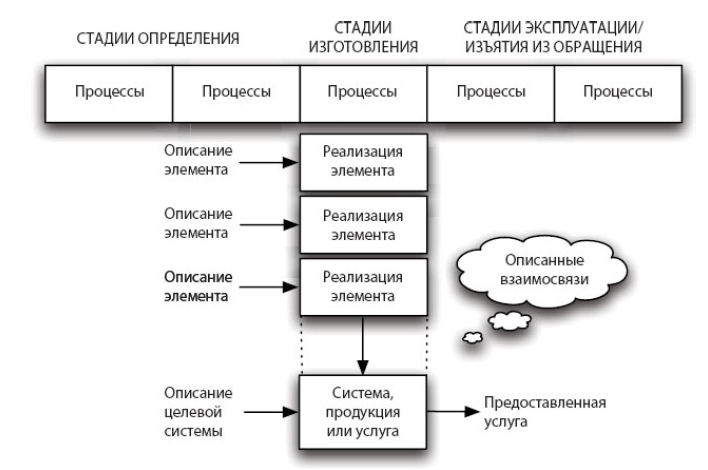 СТАДИИ ОПРЕДЕЛЕНИЯ
СТАДИИ
ИЗГОТОВЛЕНИЯ
СТАДИИ ЭКСПЛУАТАЦИИ/
ИЗЪЯТИЯ ИЗ ОБРАЩЕНИЯ
Процессы
Процессы
Процессы
Процессы
Процессы
Описание
элемента
Реализация
элемента
Описание
элемента
Реализация
элемента
Описание
элемента
Реализация
элемента
Описанные
взаимосвязи
Описание
целевой
системы
Система,
продукция
или услуга
Предоставленная
услуга